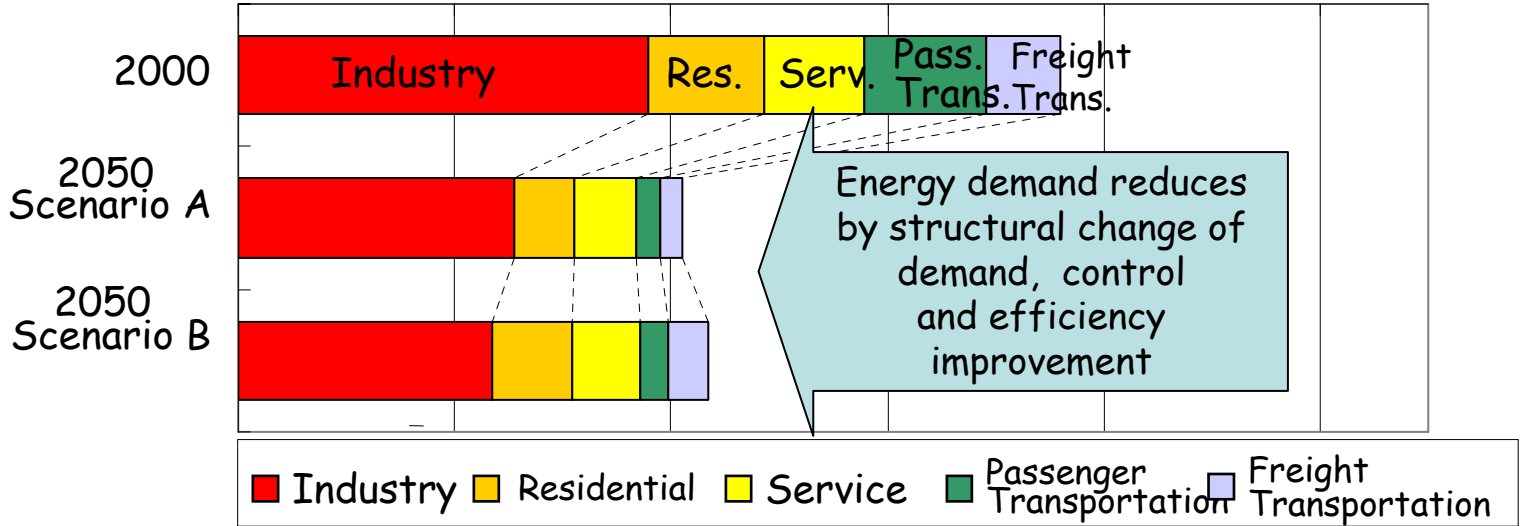 2000
Industry
Res.
Serv.
Pass.
Trans.
Freight
Trans.
2050
Scenario A
Energy demand reduces
by structural change of
demand, control
and efficiency
improvement
2050
Scenario B
Industry
Residential
Service
Passenger
Transportation
Freight
Transportation